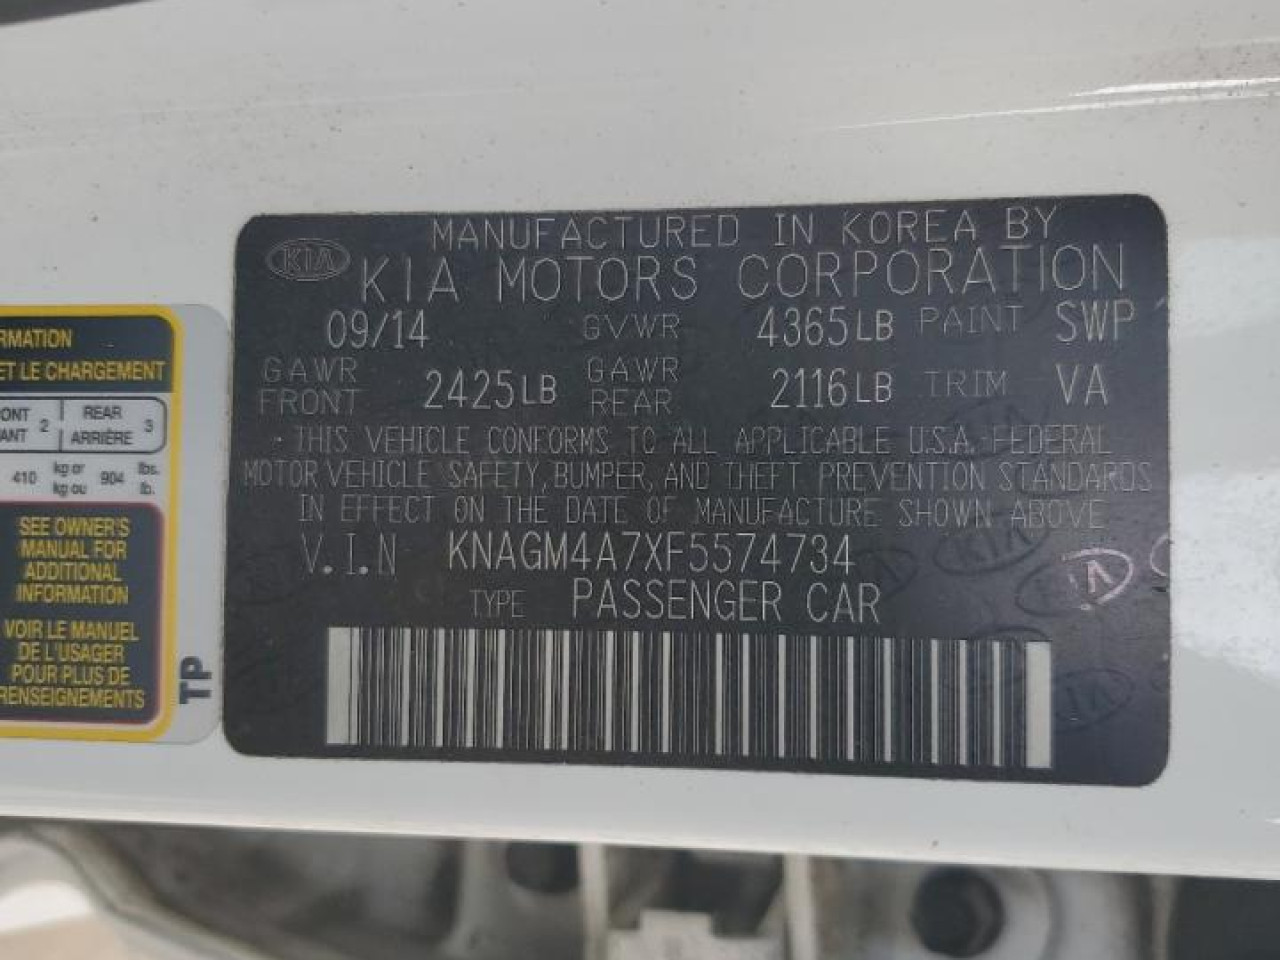 RMATION
ET LE CHARGEMENT
ONT 2 REAR 3
ANT ARRIÈRE
410 kg or 904 lbs.
kg ou lb.
SEE OWNER'S
MANUAL FOR
ADDITIONAL
INFORMATION
VOIR LE MANUEL
DE L'USAGER
POUR PLUS DE
RENSEIGNEMENTS
TP
KIA
MANUFACTURED IN KOREA BY
KIA MOTORS CORPORATION
09/14 GVWR 4365LB PAINT SWP
GAWR FRONT 2425LB GAWR REAR 2116LB TRIM VA
· THIS VEHICLE CONFORMS TO ALL APPLICABLE U.S.A. FEDERAL
MOTOR VEHICLE SAFETY, BUMPER, AND THEFT PREVENTION STANDARDS
IN EFFECT ON THE DATE OF MANUFACTURE SHOWN ABOVE
V.I.N KNAGM4A7XF5574734
TYPE PASSENGER CAR